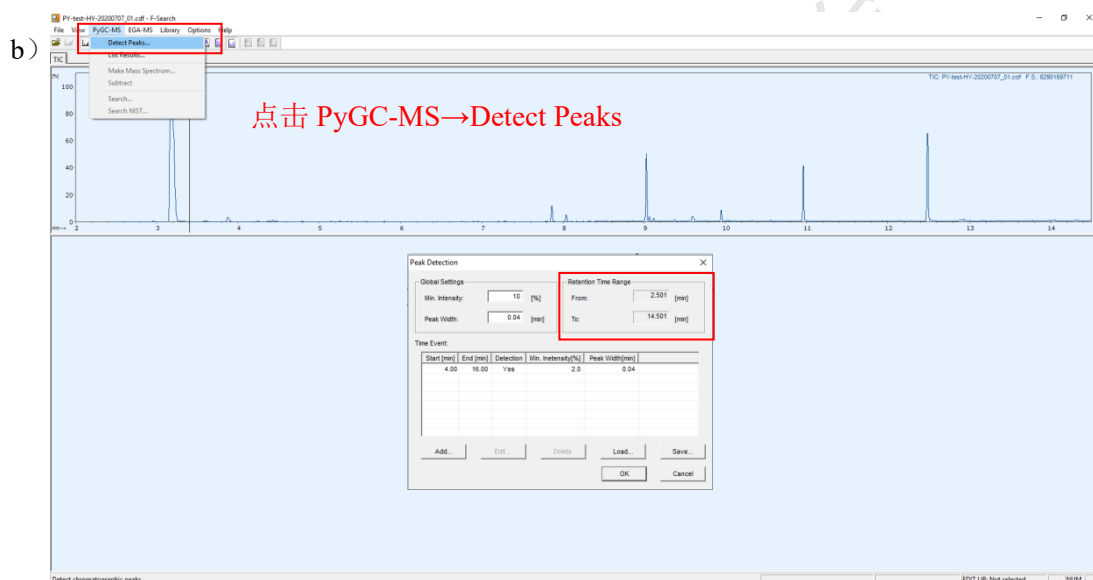 PY-test-HY-20200707_01.cdf - F-Search
File View PyGC-MS EGA-MS Library Options Help
b）
Detect Peaks...
List Results...
TIC
Make Mass Spectrum...
Subtract
Search...
Search NIST...
TIC: PY-test-HY-20200707_01.cdf F.S.: 6290169711
[%]
点击 PyGC-MS→Detect Peaks
100
80
60
40
20
0
2 3 4 5 6 7 8 9 10 11 12 13 14
Peak Detection
Global Settings
Min. Intensity: 10 [%]
Peak Width: 0.04 [min]
Retention Time Range
From: 2.501 [min]
To: 14.501 [min]
Time Event:
Start [min] End [min] Detection Min. Inetensity[%] Peak Width[min]
4.00 16.00 Yes 2.0 0.04
Add... Edit... Delete Load... Save...
OK Cancel
Detect chromatographic peaks
EDIT LIB: Not selected NUM